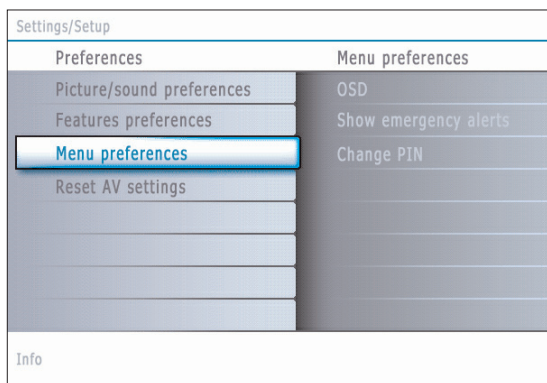 Settings/Setup
Preferences
Menu preferences
Picture/sound preferences
OSD
Features preferences
Show emergency alerts
Menu preferences
Change PIN
Reset AV settings
Info